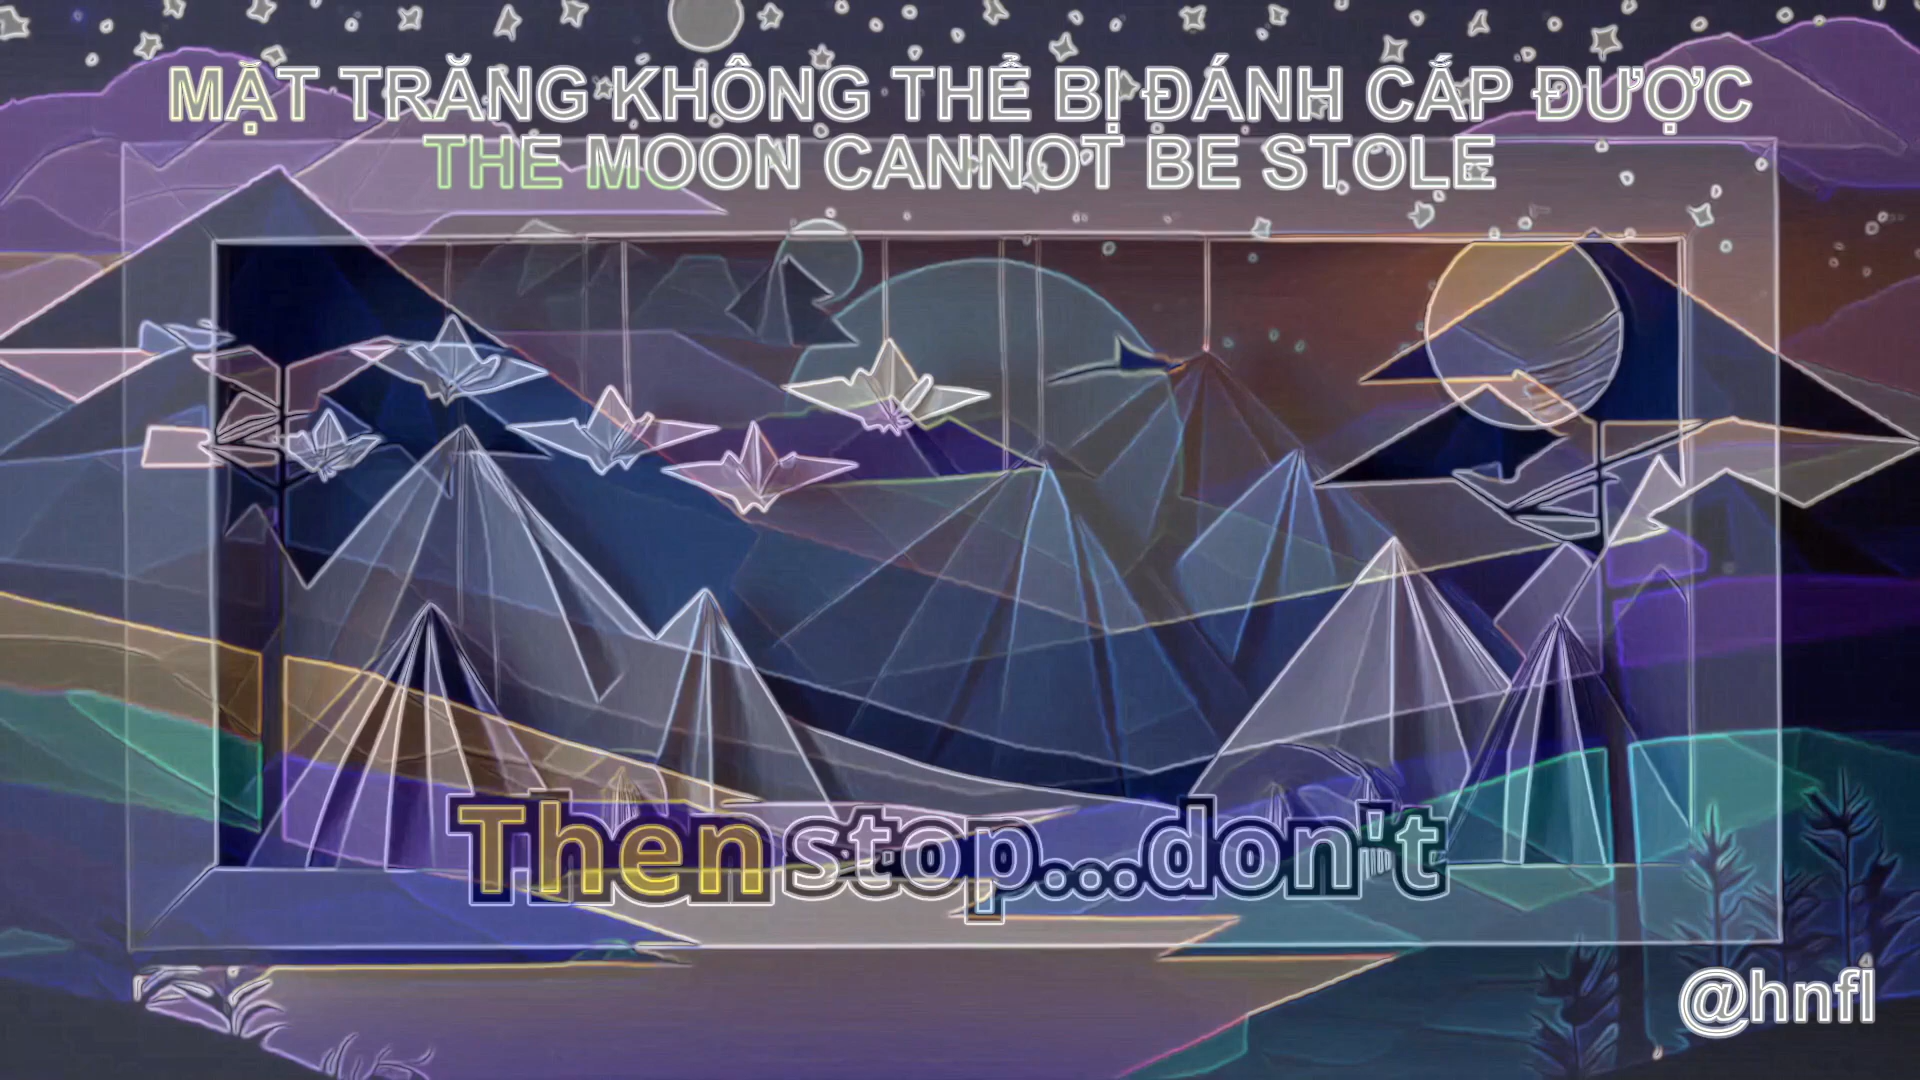 MẶT TRĂNG KHÔNG THỂ BỊ ĐÁNH CẮP ĐƯỢC
THE MOON CANNOT BE STOLE
Then stop...don't
@hnfl